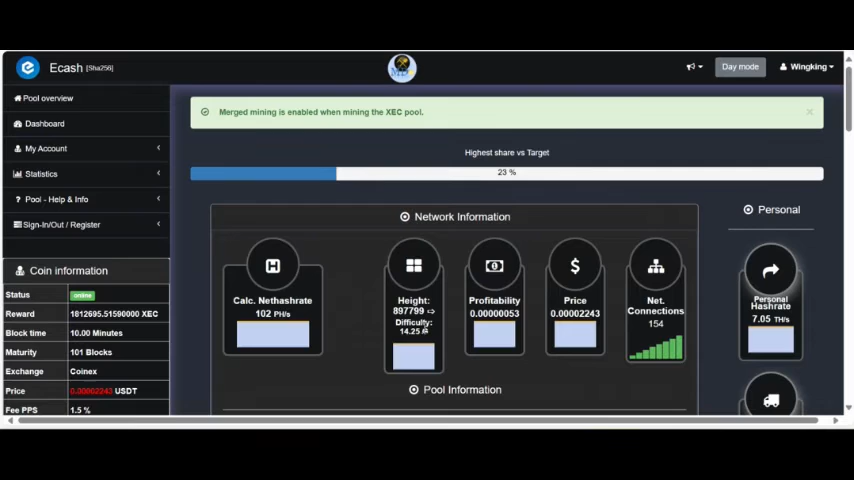 Ecash [Sha256]
Day mode
Wingking
Pool overview
Dashboard
My Account
Statistics
Pool - Help & Info
Sign-In/Out / Register
Coin information
Status online
Reward 1812695.51590000 XEC
Block time 10.00 Minutes
Maturity 101 Blocks
Exchange Coinex
Price 0.00002243 USDT
Fee PPS 1.5 %
Merged mining is enabled when mining the XEC pool.
Highest share vs Target
23 %
Network Information
Calc. Nethashrate
102 PH/s
Height:
897799
Difficulty:
14.25
Profitability
0.00000053
Price
0.00002243
Net.
Connections
154
Pool Information
Personal
Personal
Hashrate
7.05 TH/s